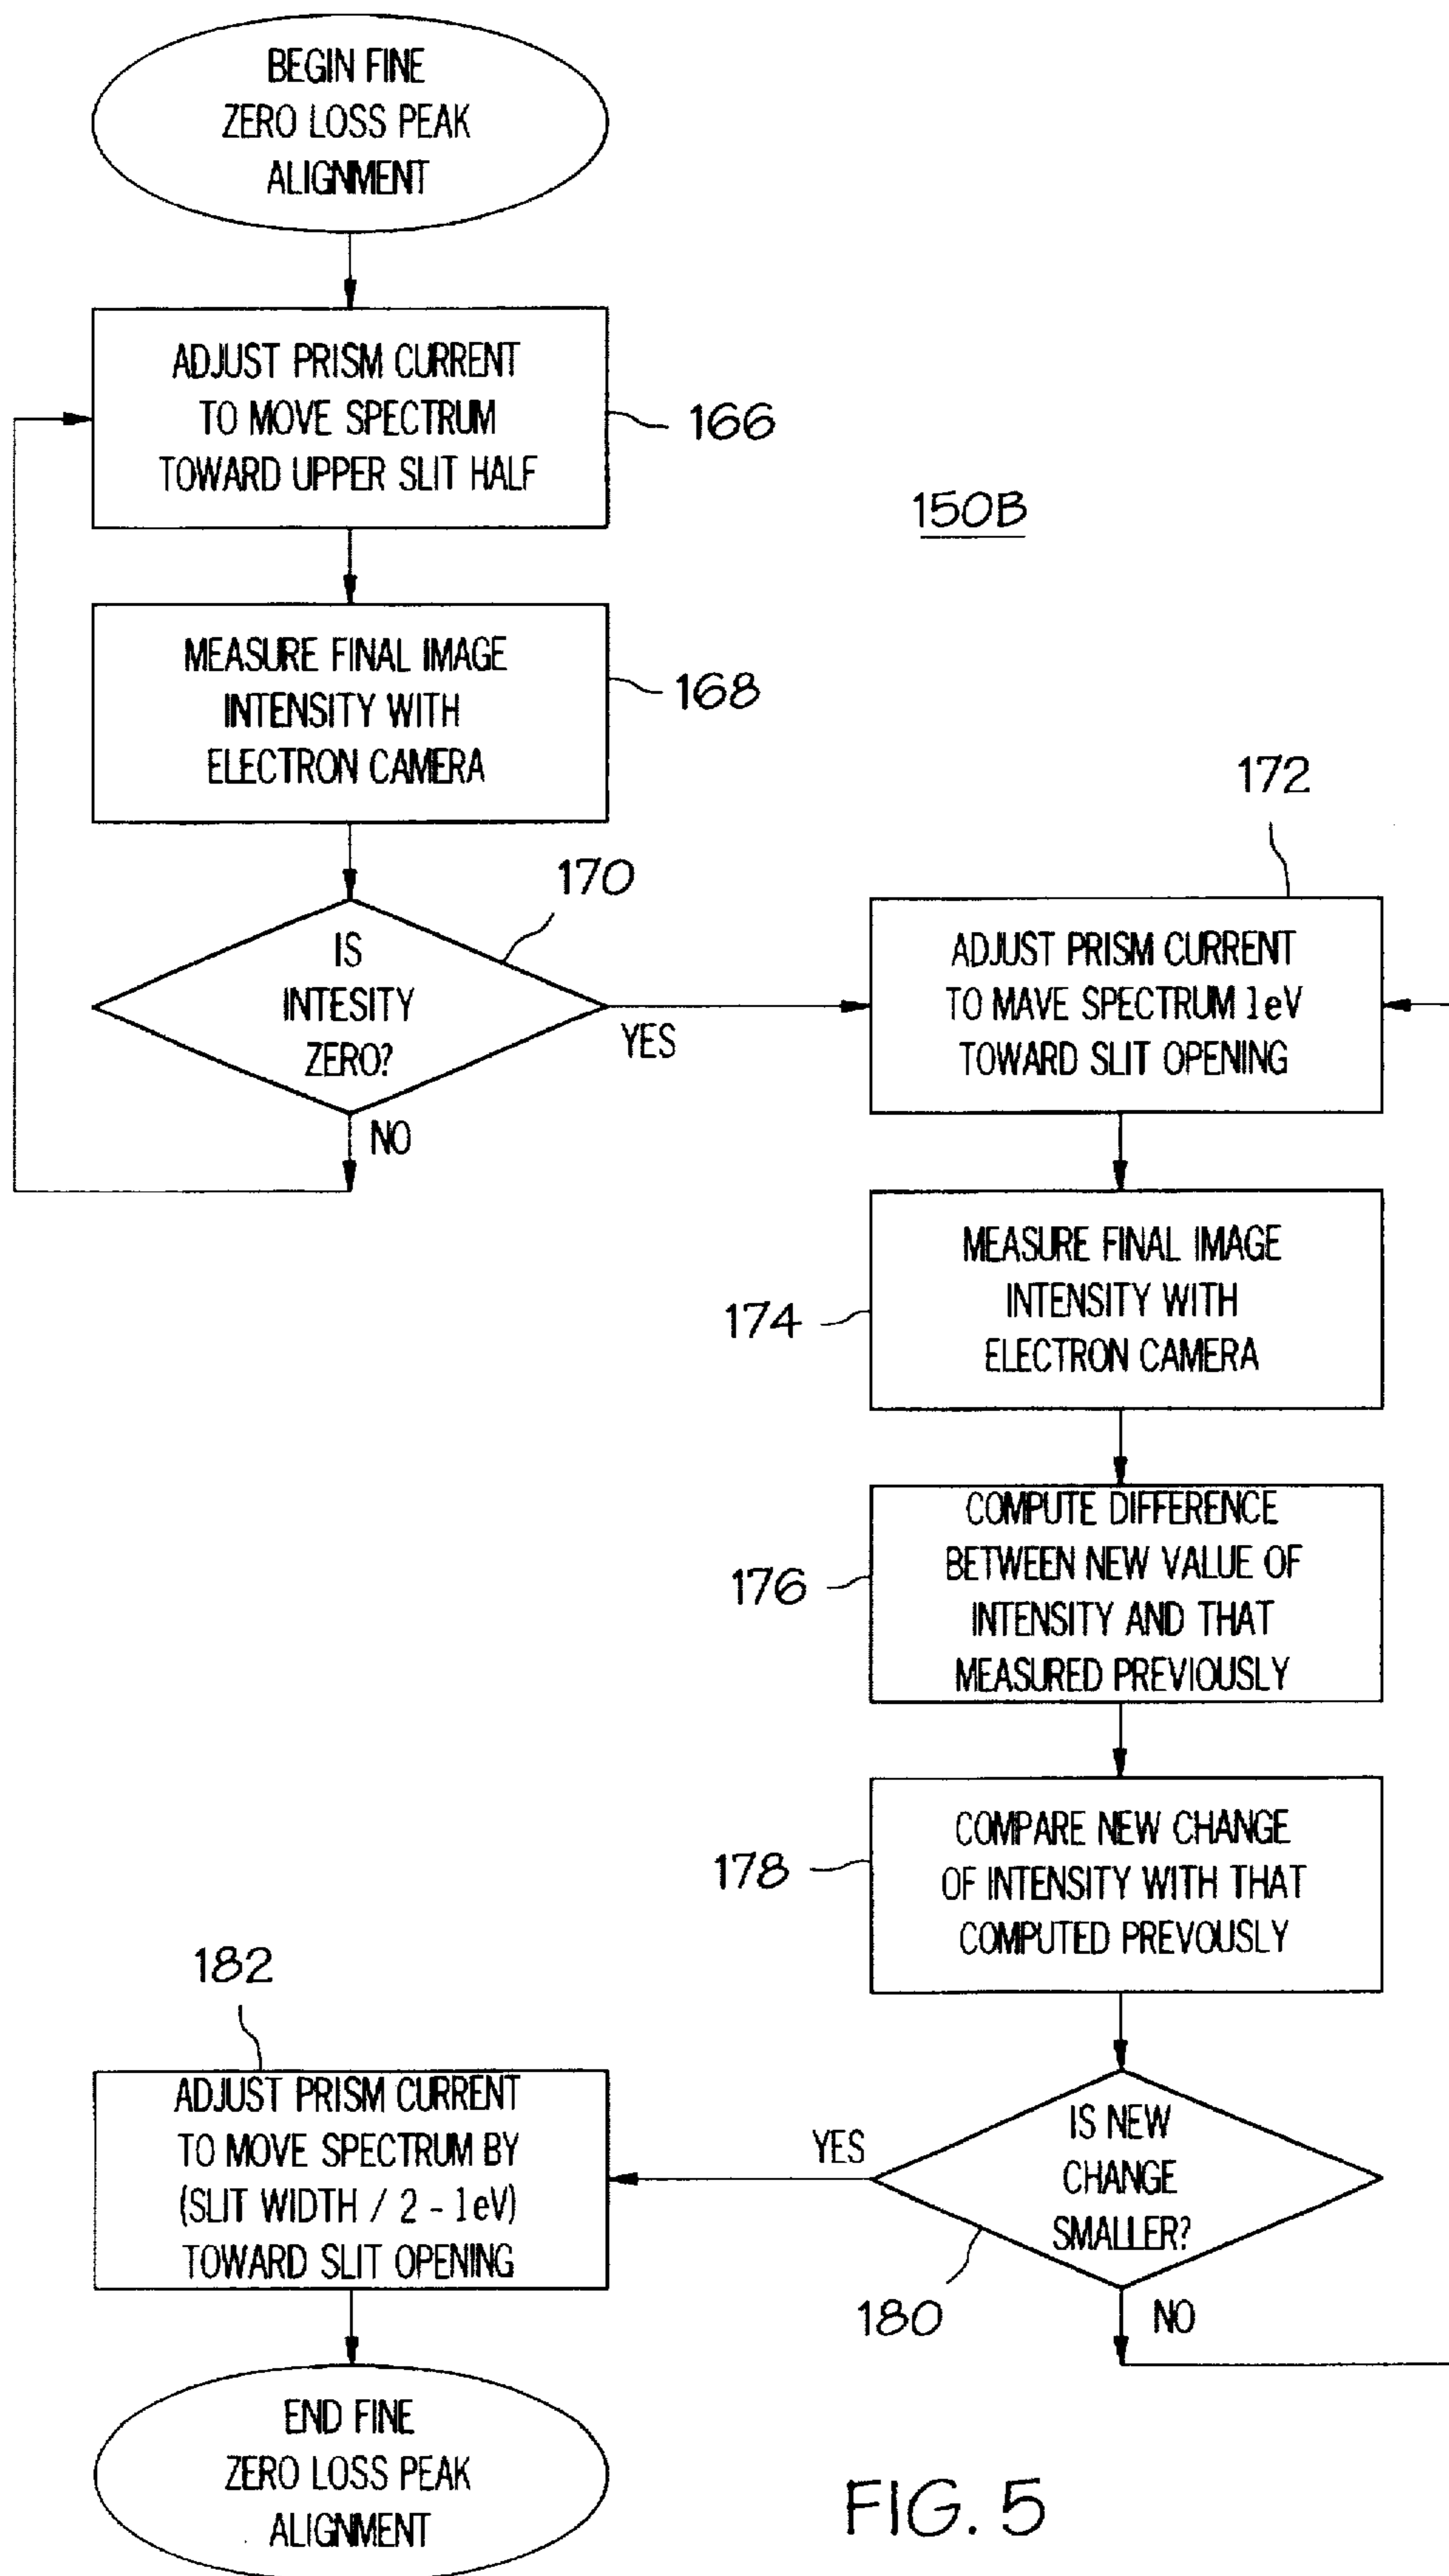 BEGIN FINE
ZERO LOSS PEAK
ALIGNMENT
ADJUST PRISM CURRENT
TO MOVE SPECTRUM
TOWARD UPPER SLIT HALF
166
150B
MEASURE FINAL IMAGE
INTENSITY WITH
ELECTRON CAMERA
168
IS
INTESITY
ZERO?
170
YES
NO
172
ADJUST PRISM CURRENT
TO MAVE SPECTRUM 1eV
TOWARD SLIT OPENING
MEASURE FINAL IMAGE
INTENSITY WITH
ELECTRON CAMERA
174
COMPUTE DIFFERENCE
BETWEEN NEW VALUE OF
INTENSITY AND THAT
MEASURED PREVIOUSLY
176
COMPARE NEW CHANGE
OF INTENSITY WITH THAT
COMPUTED PREVOUSLY
178
IS NEW
CHANGE
SMALLER?
180
YES
NO
182
ADJUST PRISM CURRENT
TO MOVE SPECTRUM BY
(SLIT WIDTH / 2 - 1eV)
TOWARD SLIT OPENING
END FINE
ZERO LOSS PEAK
ALIGNMENT
FIG. 5